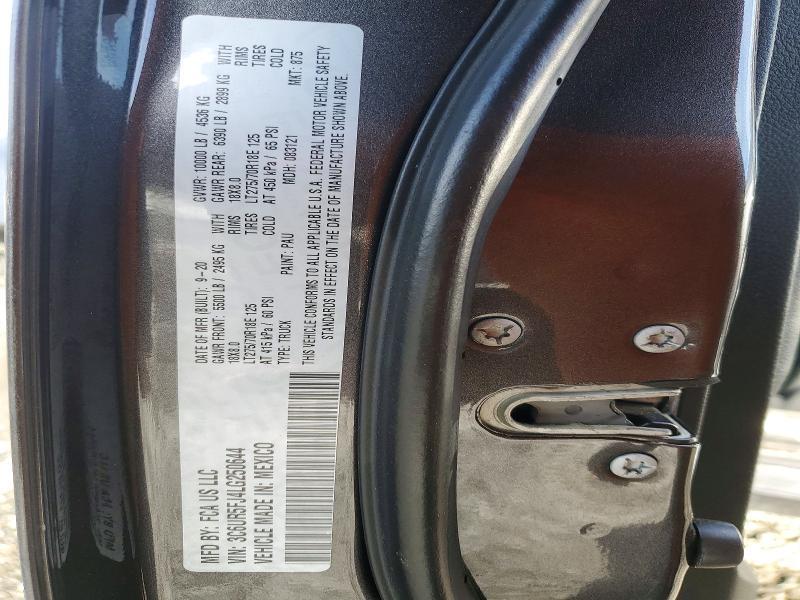 MFD BY: FCA US LLC
DATE OF MFR (BUILT): 9-20
GVWR: 10000 LB / 4536 KG
VIN: 3C6UR5FJ4LG250644
GAWR FRONT: 5500 LB / 2495 KG WITH
GAWR REAR: 6390 LB / 2899 KG WITH
VEHICLE MADE IN: MEXICO
18X8.0 RIMS
18X8.0 RIMS
LT275/70R18E 125 TIRES
LT275/70R18E 125 TIRES
AT 415 kPa / 60 PSI COLD
AT 450 kPa / 65 PSI COLD
TYPE: TRUCK
PAINT: PAU
MDH: 083121
MKT: 875
THIS VEHICLE CONFORMS TO ALL APPLICABLE U.S.A. FEDERAL MOTOR VEHICLE SAFETY
STANDARDS IN EFFECT ON THE DATE OF MANUFACTURE SHOWN ABOVE.